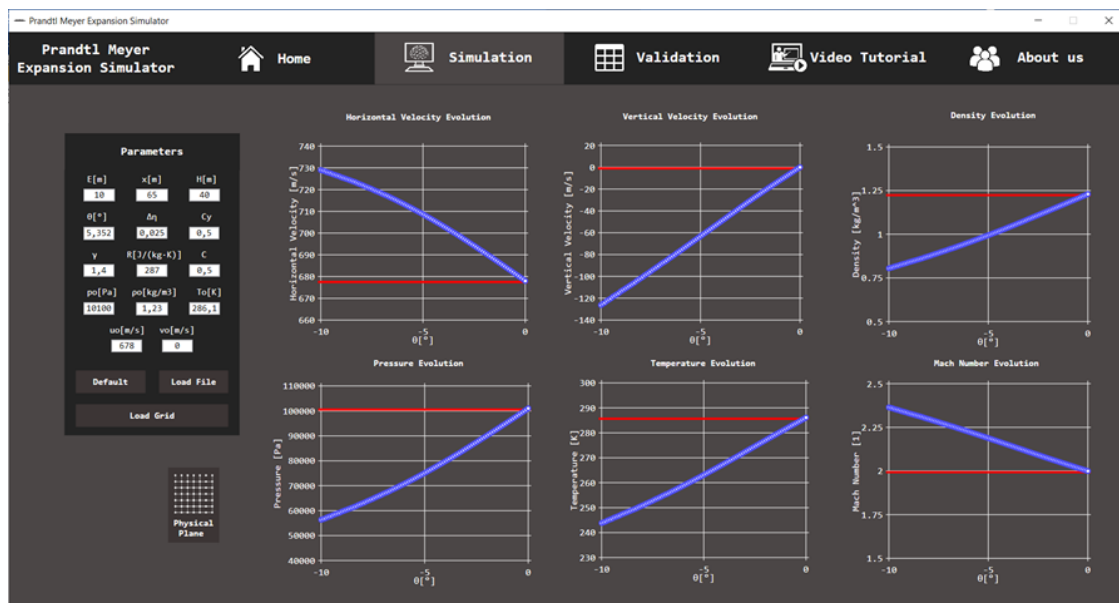 Prandtl Meyer Expansion Simulator
Prandtl Meyer
Expansion Simulator
Home
Simulation
Validation
Video Tutorial
About us
Parameters
E[m] x[m] H[m]
10 65 40
θ[°] Δη Cy
5,352 0,025 0,5
γ R[J/(kg·K)] C
1,4 287 0,5
po[Pa] ρo[kg/m3] To[K]
10100 1,23 286,1
uo[m/s] vo[m/s]
678 0
Default Load File
Load Grid
Physical
Plane
Horizontal Velocity Evolution
Horizontal Velocity [m/s]
740
730
720
710
700
690
680
670
660
-10 -5 0
θ[°]
Vertical Velocity Evolution
Vertical Velocity [m/s]
20
0
-20
-40
-60
-80
-100
-120
-140
-10 -5 0
θ[°]
Density Evolution
Density [kg/m^3]
1.5
1.25
1
0.75
0.5
-10 -5 0
θ[°]
Pressure Evolution
Pressure [Pa]
110000
100000
90000
80000
70000
60000
50000
40000
-10 -5 0
θ[°]
Temperature Evolution
Temperature [K]
300
290
280
270
260
250
240
230
-10 -5 0
θ[°]
Mach Number Evolution
Mach Number [1]
2.5
2.25
2
1.75
1.5
-10 -5 0
θ[°]